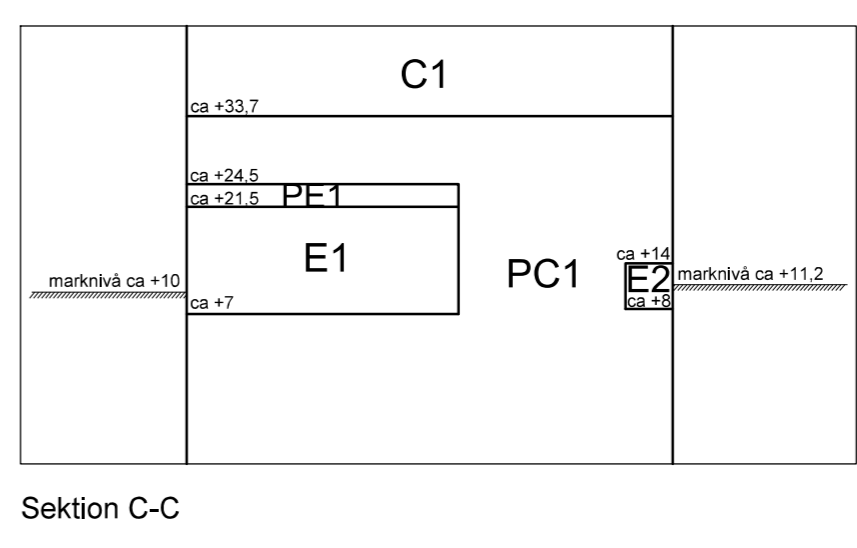 C1
ca +33,7
ca +24,5
PE1
ca +21,5
E1
PC1
ca +14
E2
marknivå ca +10
marknivå ca +11,2
ca +7
ca +8
Sektion C-C